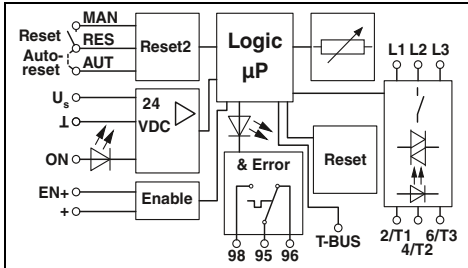 MAN
Reset
RES
Reset2
Auto-
reset
AUT
Logic
µP
L1 L2 L3
Us
⊥
24
VDC
ON
& Error
Reset
EN+
+
Enable
98 95 96
T-BUS
2/T1
4/T2
6/T3